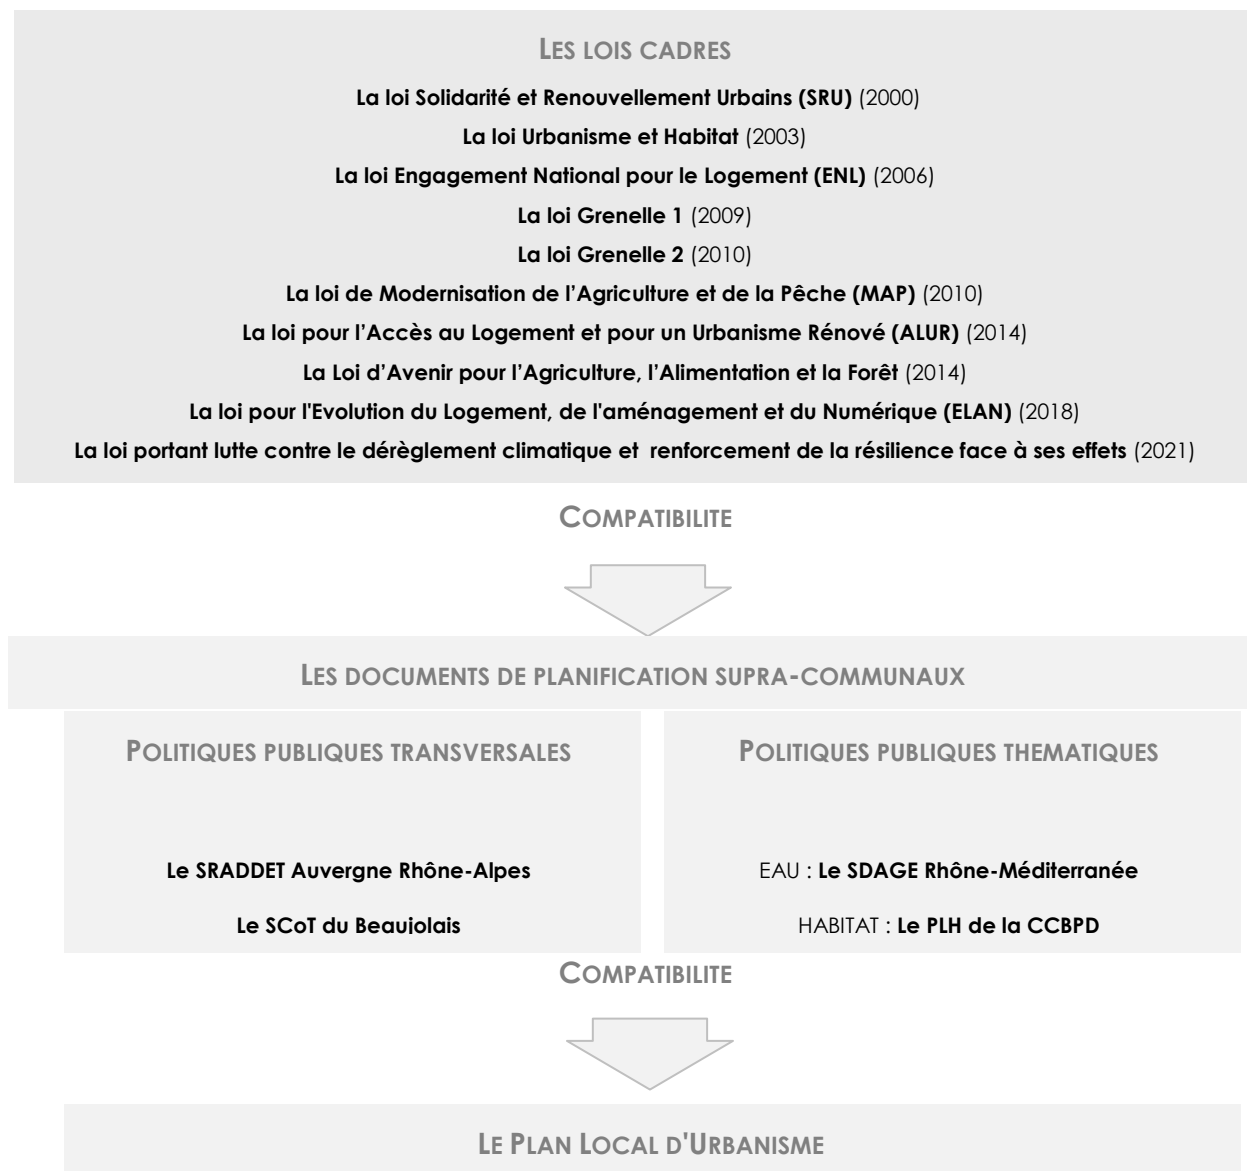 LES LOIS CADRES
La loi Solidarité et Renouvellement Urbains (SRU) (2000)
La loi Urbanisme et Habitat (2003)
La loi Engagement National pour le Logement (ENL) (2006)
La loi Grenelle 1 (2009)
La loi Grenelle 2 (2010)
La loi de Modernisation de l’Agriculture et de la Pêche (MAP) (2010)
La loi pour l’Accès au Logement et pour un Urbanisme Rénové (ALUR) (2014)
La Loi d’Avenir pour l’Agriculture, l’Alimentation et la Forêt (2014)
La loi pour l'Evolution du Logement, de l'aménagement et du Numérique (ELAN) (2018)
La loi portant lutte contre le dérèglement climatique et  renforcement de la résilience face à ses effets (2021)
COMPATIBILITE
LES DOCUMENTS DE PLANIFICATION SUPRA-COMMUNAUX
POLITIQUES PUBLIQUES TRANSVERSALES
Le SRADDET Auvergne Rhône-Alpes
Le SCoT du Beaujolais
POLITIQUES PUBLIQUES THEMATIQUES
EAU : Le SDAGE Rhône-Méditerranée
HABITAT : Le PLH de la CCBPD
COMPATIBILITE
LE PLAN LOCAL D'URBANISME